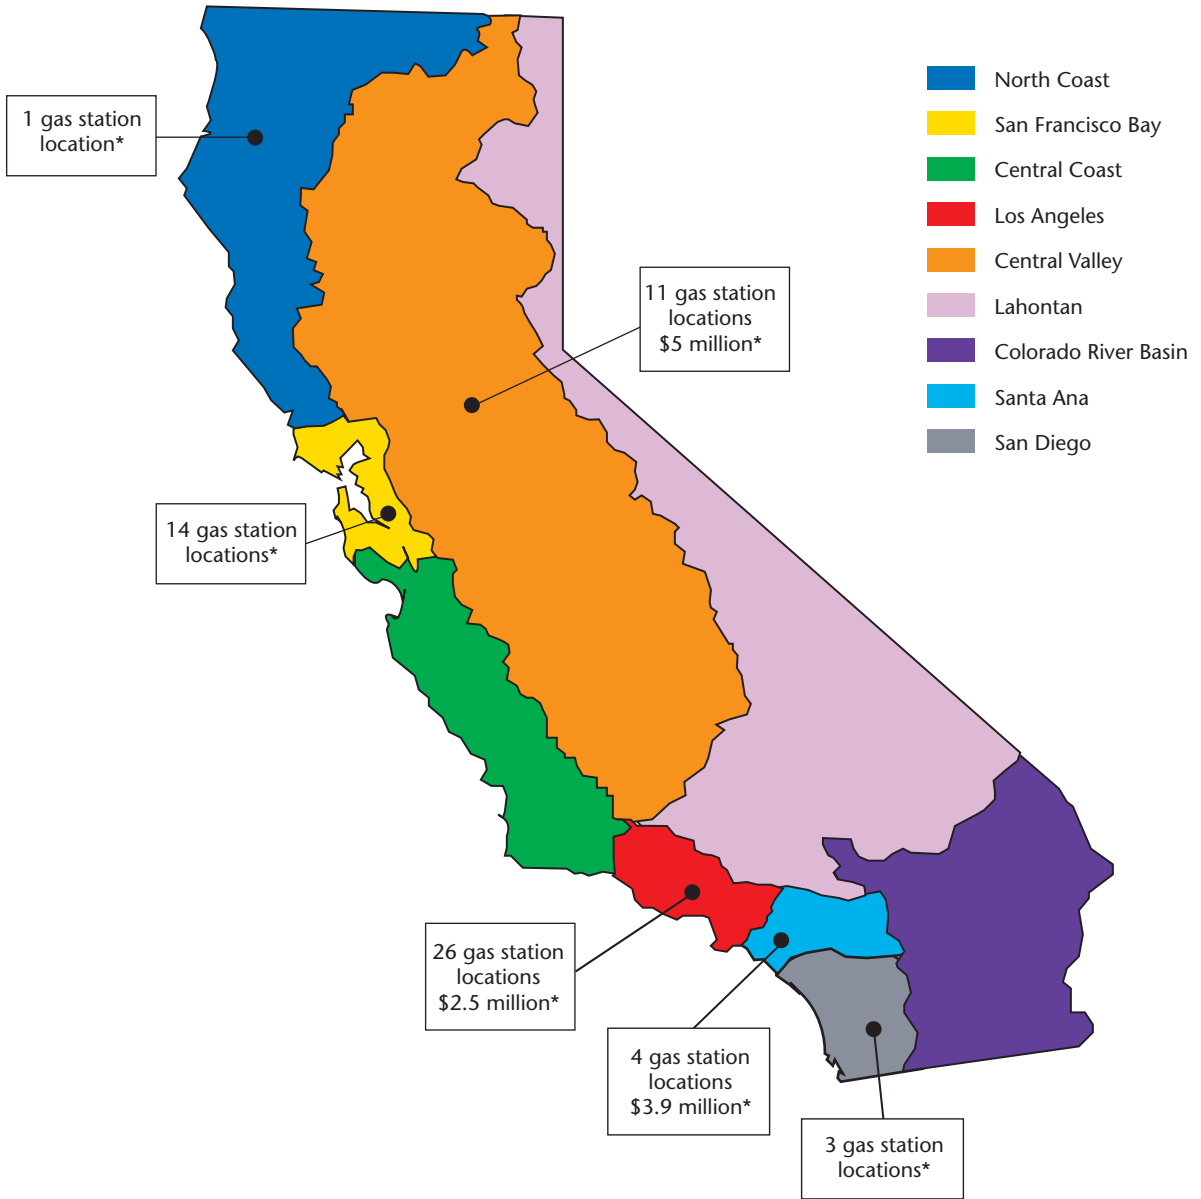 1 gas station
location*
North Coast
San Francisco Bay
Central Coast
Los Angeles
Central Valley
Lahontan
Colorado River Basin
Santa Ana
San Diego
11 gas station
locations
$5 million*
14 gas station
locations*
26 gas station
locations
$2.5 million*
4 gas station
locations
$3.9 million*
3 gas station
locations*